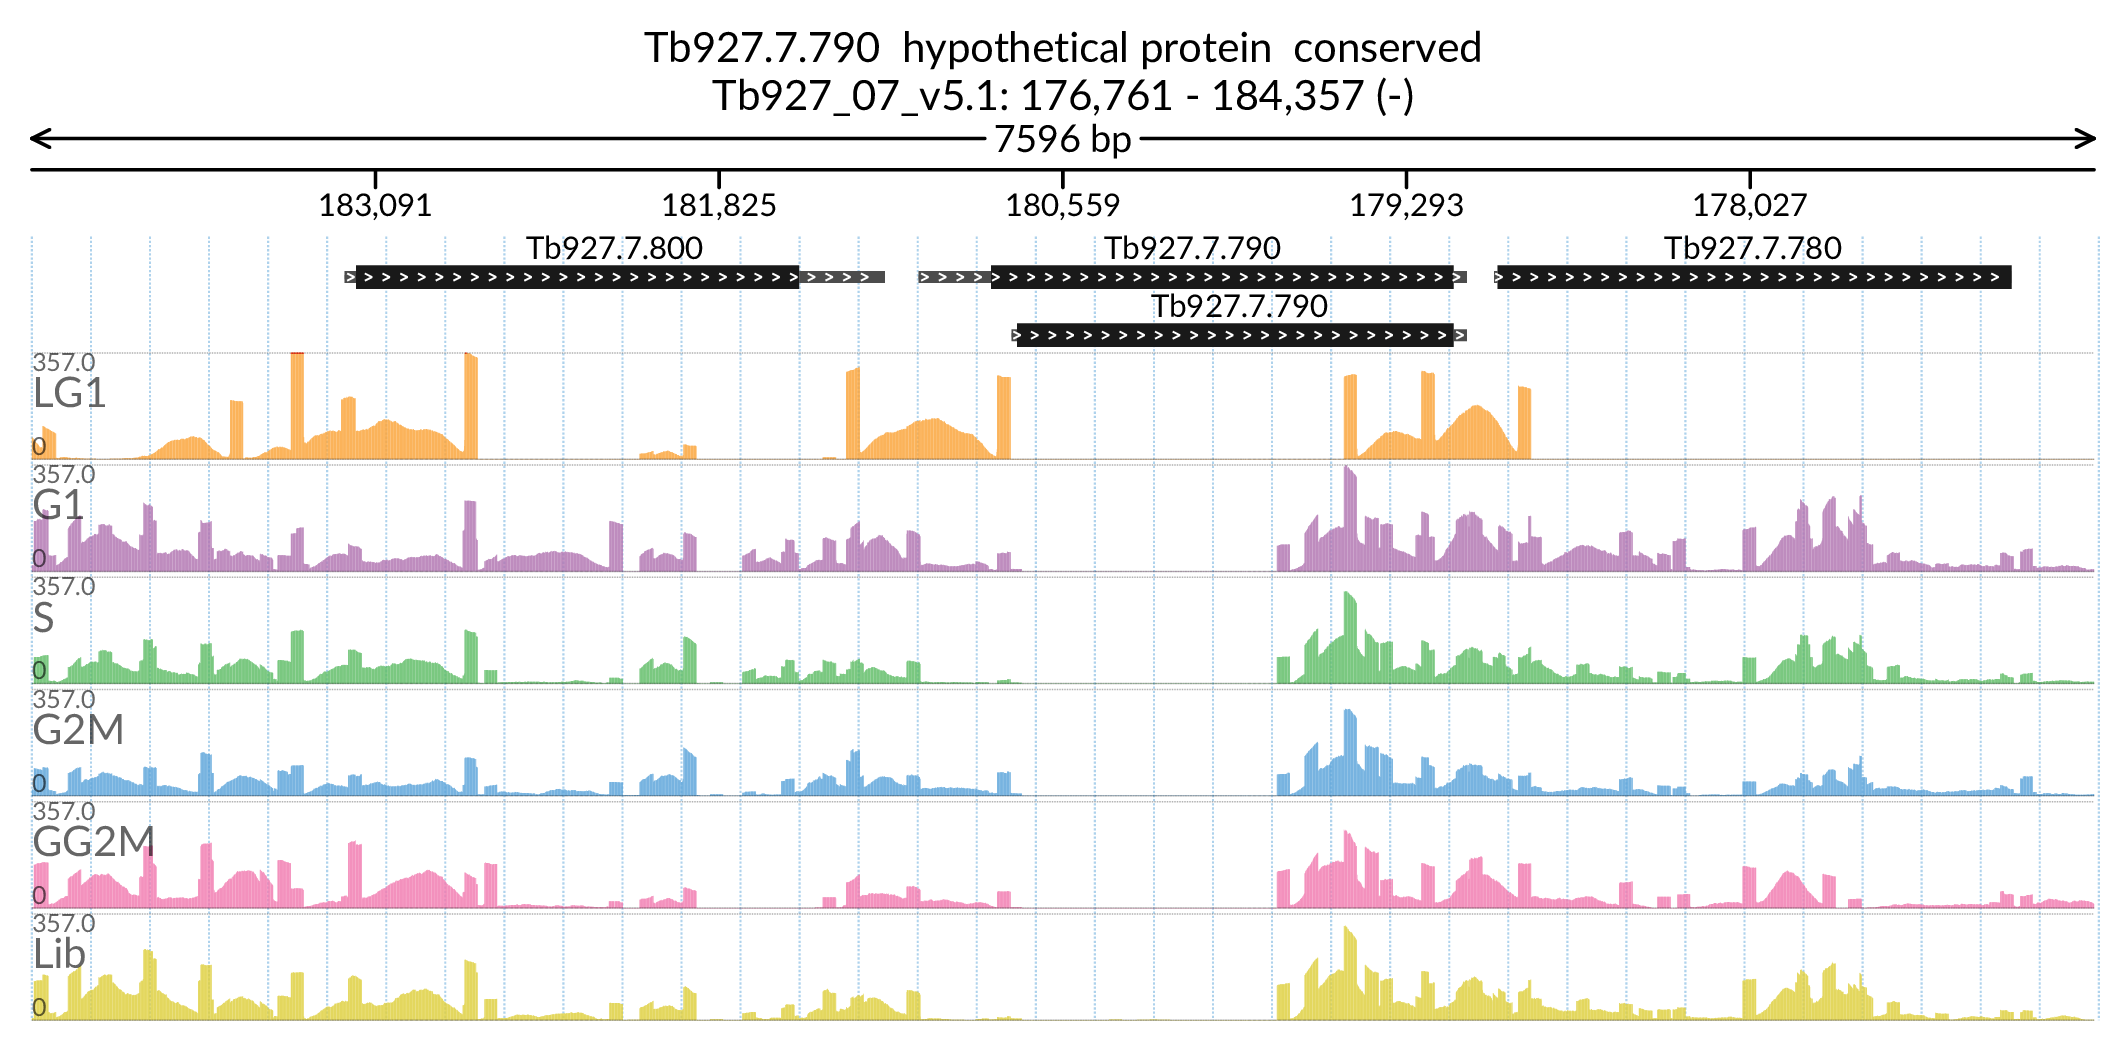 Tb927.7.790  hypothetical protein  conserved
Tb927_07_v5.1: 176,761 - 184,357 (-)
7596 bp
183,091 181,825 180,559 179,293 178,027
Tb927.7.800 Tb927.7.790 Tb927.7.780
Tb927.7.790
357.0
LG1
0
357.0
G1
0
357.0
S
0
357.0
G2M
0
357.0
GG2M
0
357.0
Lib
0